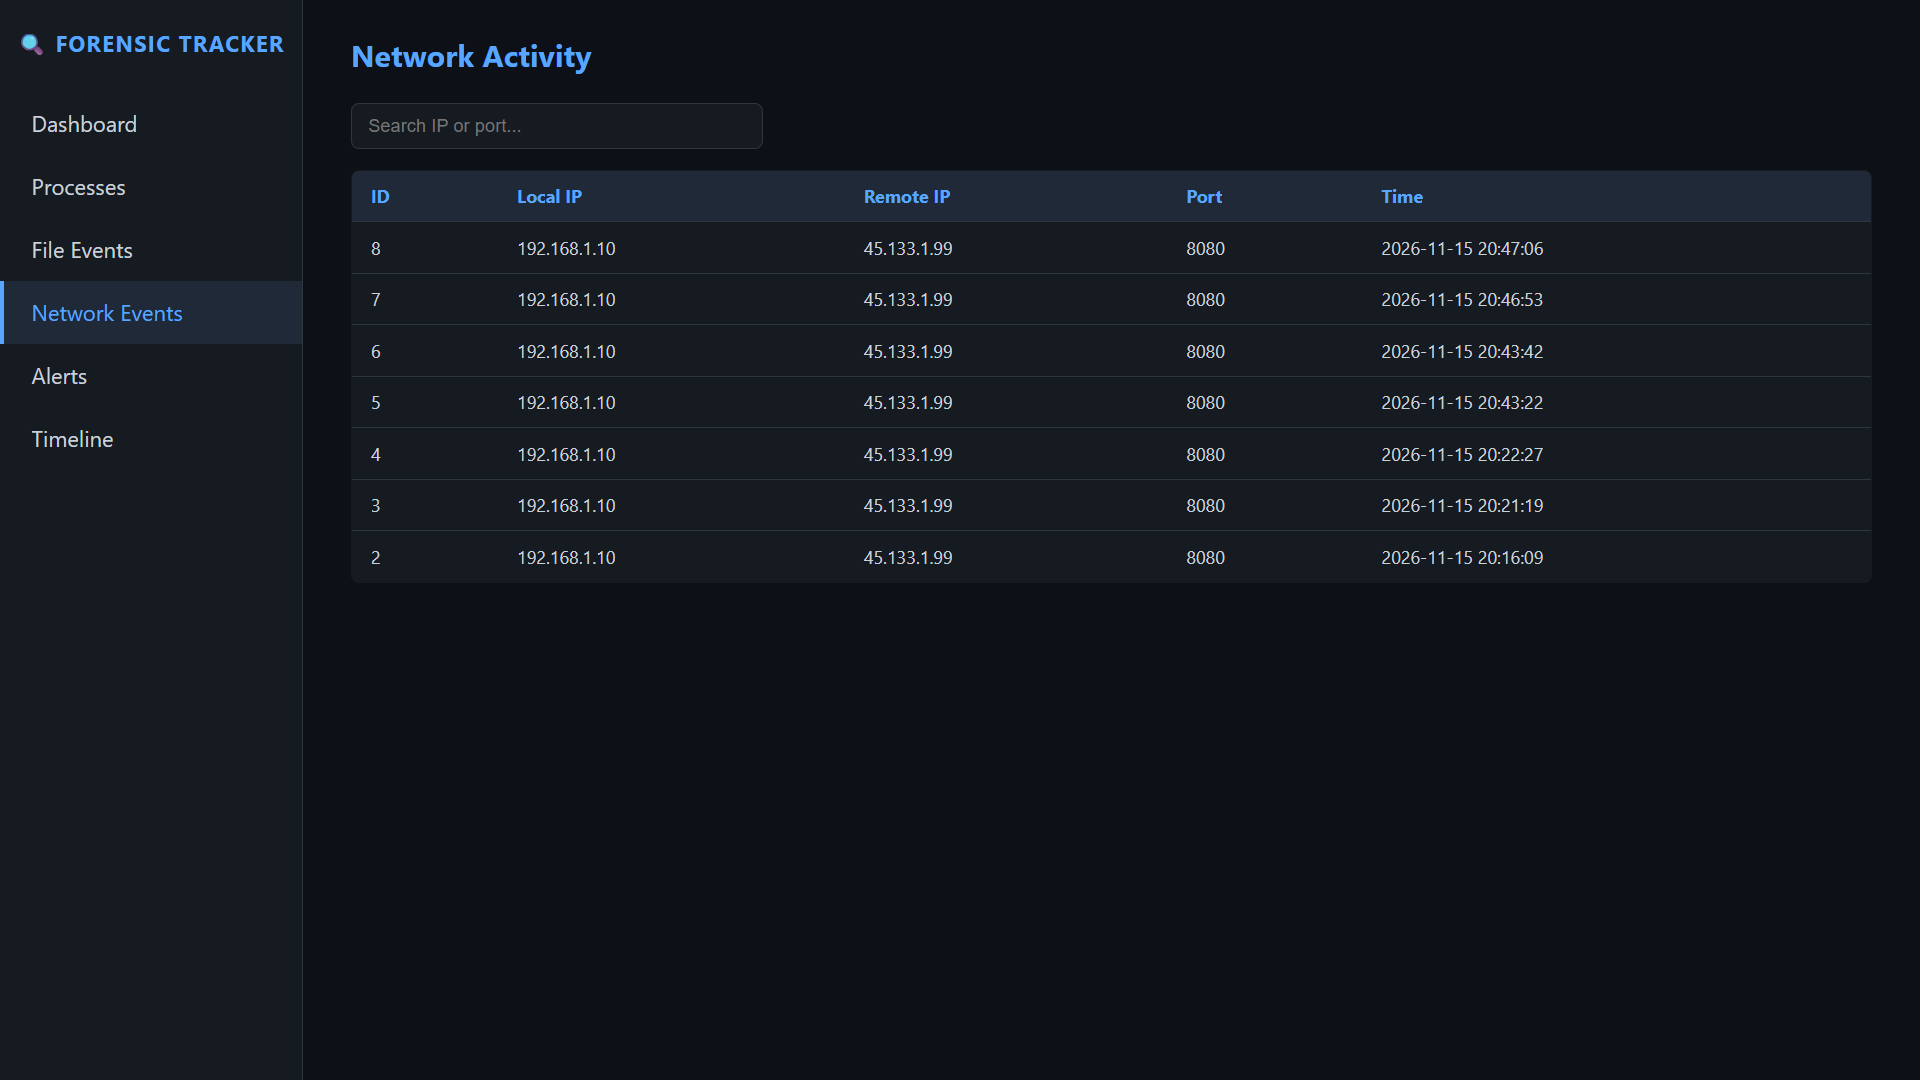 FORENSIC TRACKER
Dashboard
Processes
File Events
Network Events
Alerts
Timeline
Network Activity
Search IP or port...
ID Local IP Remote IP Port Time
8 192.168.1.10 45.133.1.99 8080 2026-11-15 20:47:06
7 192.168.1.10 45.133.1.99 8080 2026-11-15 20:46:53
6 192.168.1.10 45.133.1.99 8080 2026-11-15 20:43:42
5 192.168.1.10 45.133.1.99 8080 2026-11-15 20:43:22
4 192.168.1.10 45.133.1.99 8080 2026-11-15 20:22:27
3 192.168.1.10 45.133.1.99 8080 2026-11-15 20:21:19
2 192.168.1.10 45.133.1.99 8080 2026-11-15 20:16:09